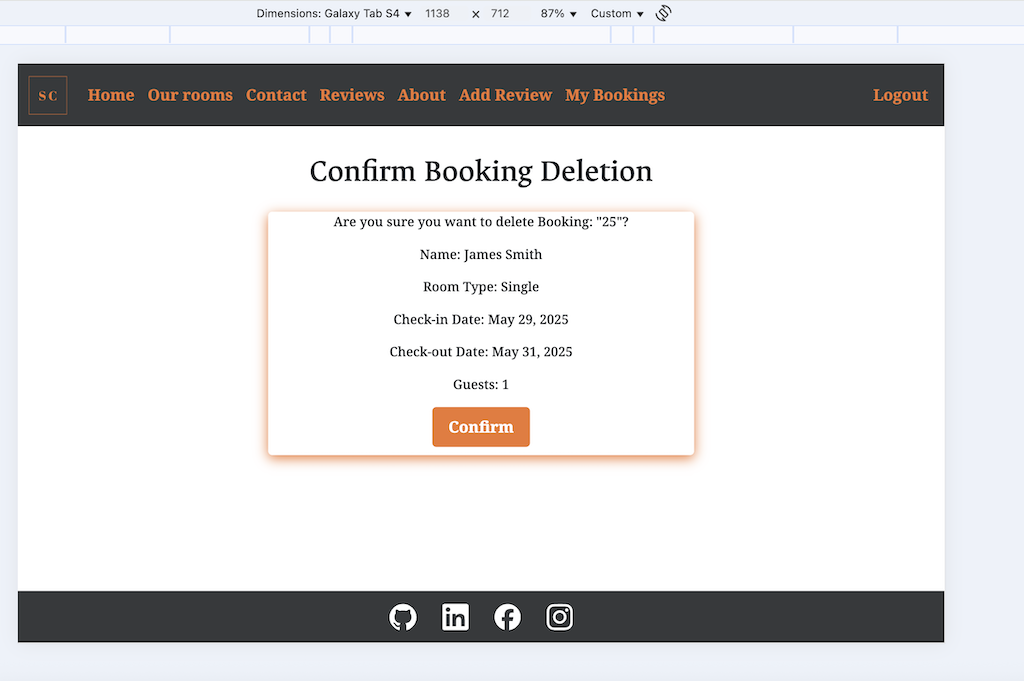 Dimensions: Galaxy Tab S4 ▼ 1138 × 712 87% ▼ Custom ▼
S C Home Our rooms Contact Reviews About Add Review My Bookings Logout
Confirm Booking Deletion
Are you sure you want to delete Booking: "25"?
Name: James Smith
Room Type: Single
Check-in Date: May 29, 2025
Check-out Date: May 31, 2025
Guests: 1
Confirm
in